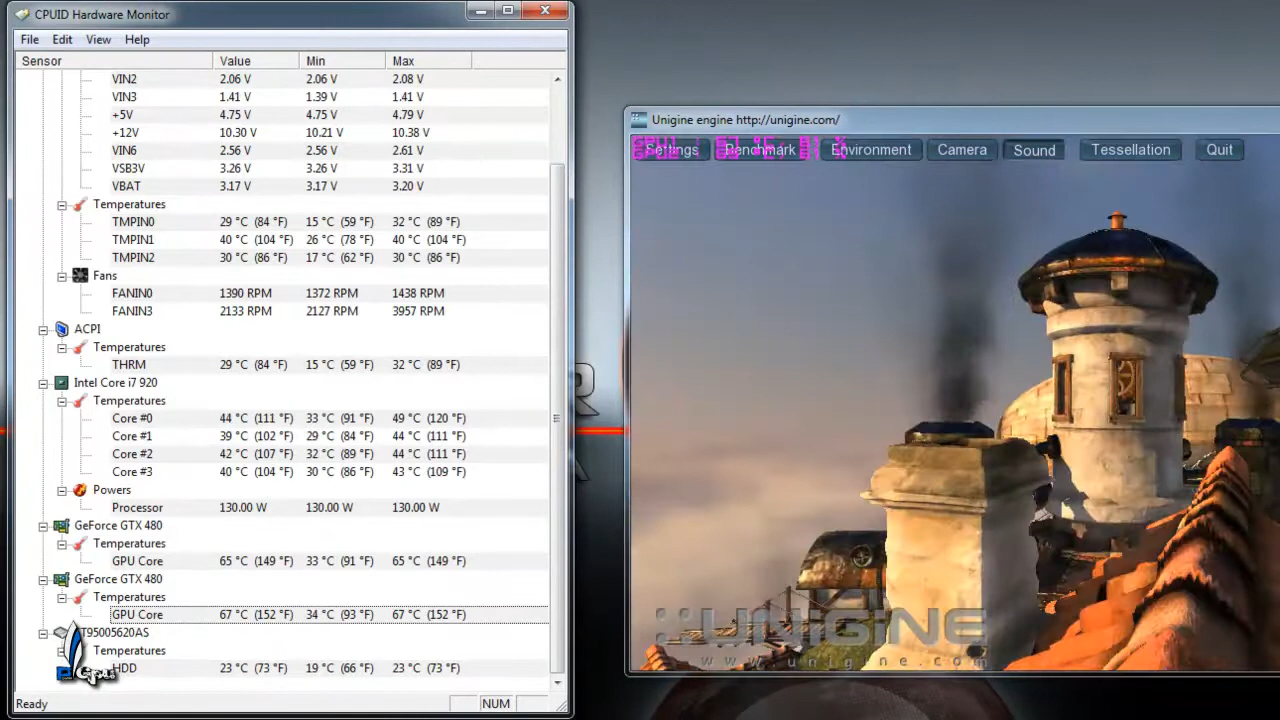 CPUID Hardware Monitor
File Edit View Help
Sensor Value Min Max
VIN2 2.06 V 2.06 V 2.08 V
VIN3 1.41 V 1.39 V 1.41 V
+5V 4.75 V 4.75 V 4.79 V
+12V 10.30 V 10.21 V 10.38 V
VIN6 2.56 V 2.56 V 2.61 V
VSB3V 3.26 V 3.26 V 3.31 V
VBAT 3.17 V 3.17 V 3.20 V
Temperatures
TMPIN0 29 °C (84 °F) 15 °C (59 °F) 32 °C (89 °F)
TMPIN1 40 °C (104 °F) 26 °C (78 °F) 40 °C (104 °F)
TMPIN2 30 °C (86 °F) 17 °C (62 °F) 30 °C (86 °F)
Fans
FANIN0 1390 RPM 1372 RPM 1438 RPM
FANIN3 2133 RPM 2127 RPM 3957 RPM
ACPI
Temperatures
THRM 29 °C (84 °F) 15 °C (59 °F) 32 °C (89 °F)
Intel Core i7 920
Temperatures
Core #0 44 °C (111 °F) 33 °C (91 °F) 49 °C (120 °F)
Core #1 39 °C (102 °F) 29 °C (84 °F) 44 °C (111 °F)
Core #2 42 °C (107 °F) 32 °C (89 °F) 44 °C (111 °F)
Core #3 40 °C (104 °F) 30 °C (86 °F) 43 °C (109 °F)
Powers
Processor 130.00 W 130.00 W 130.00 W
GeForce GTX 480
Temperatures
GPU Core 65 °C (149 °F) 33 °C (91 °F) 65 °C (149 °F)
GeForce GTX 480
Temperatures
GPU Core 67 °C (152 °F) 34 °C (93 °F) 67 °C (152 °F)
T95005620AS
Temperatures
HDD 23 °C (73 °F) 19 °C (66 °F) 23 °C (73 °F)
Ready NUM
Unigine engine http://unigine.com/
Settings Benchmark Environment Camera Sound Tessellation Quit
UNIGINE
www.unigine.com
R
A